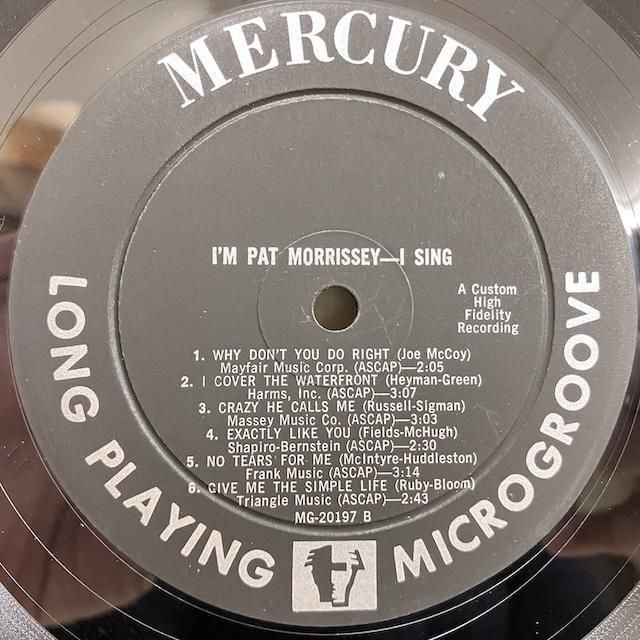 MERCURY
I'M PAT MORRISSEY—I SING
A Custom
High
Fidelity
Recording
1. WHY DON'T YOU DO RIGHT (Joe McCoy)
Mayfair Music Corp. (ASCAP)—2:05
2. I COVER THE WATERFRONT (Heyman-Green)
Harms, Inc. (ASCAP)—3:07
3. CRAZY HE CALLS ME (Russell-Sigman)
Massey Music Co. (ASCAP)—3:03
4. EXACTLY LIKE YOU (Fields-McHugh)
Shapiro-Bernstein (ASCAP)—2:30
5. NO TEARS FOR ME (McIntyre-Huddleston)
Frank Music (ASCAP)—3:14
6. GIVE ME THE SIMPLE LIFE (Ruby-Bloom)
Triangle Music (ASCAP)—2:43
MG-20197 B
LONG PLAYING MICROGROOVE